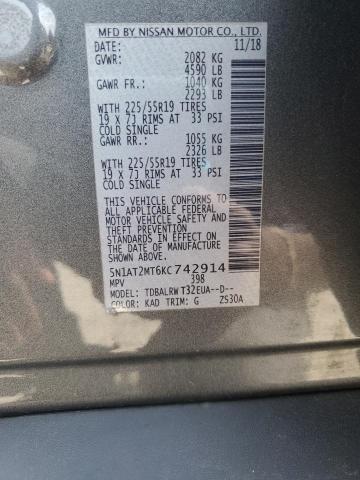 MFD BY NISSAN MOTOR CO., LTD.
DATE: 11/18
GVWR: 2082 KG
4590 LB
GAWR FR.: 1040 KG
2293 LB
WITH 225/55R19 TIRES
19 X 7J RIMS AT 33 PSI
COLD SINGLE
GAWR RR.: 1055 KG
2326 LB
WITH 225/55R19 TIRES
19 X 7J RIMS AT 33 PSI
COLD SINGLE
THIS VEHICLE CONFORMS TO
ALL APPLICABLE FEDERAL
MOTOR VEHICLE SAFETY AND
THEFT PREVENTION
STANDARDS IN EFFECT ON
THE DATE OF MANUFACTURE
SHOWN ABOVE.
5N1AT2MT6KC742914
MPV 398
MODEL: TDBALRW T32EUA--D--
COLOR: KAD TRIM: G ZS30A